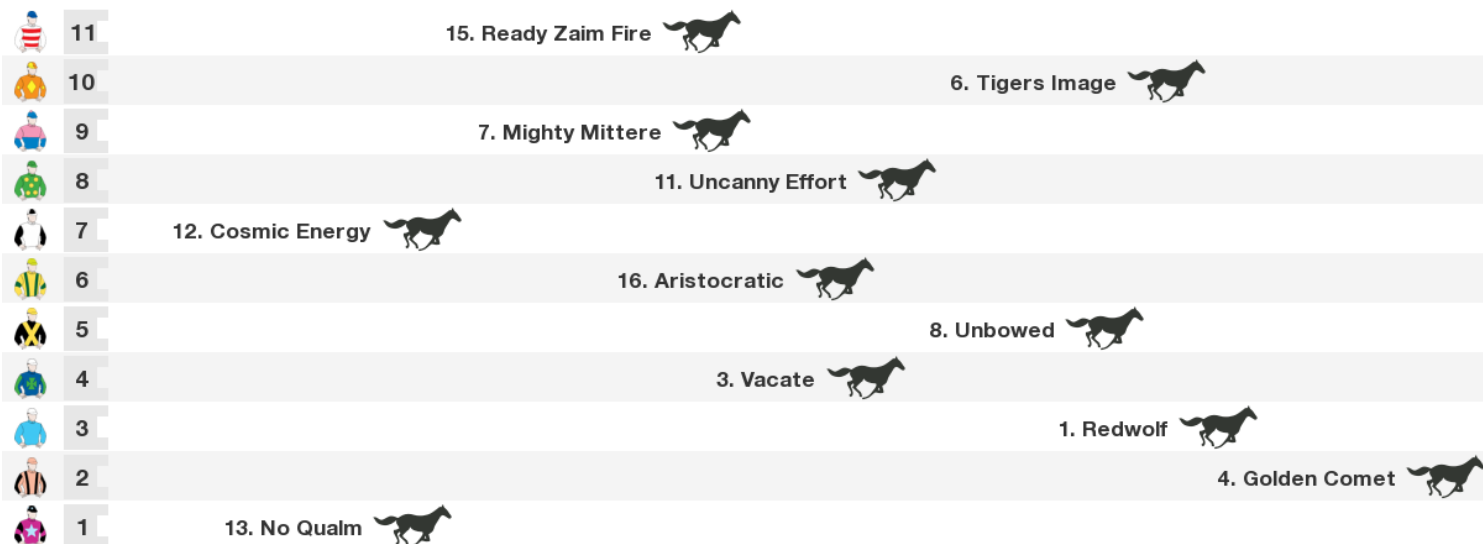 11 15. Ready Zaim Fire
10 6. Tigers Image
9 7. Mighty Mittere
8 11. Uncanny Effort
7 12. Cosmic Energy
6 16. Aristocratic
5 8. Unbowed
4 3. Vacate
3 1. Redwolf
2 4. Golden Comet
1 13. No Qualm